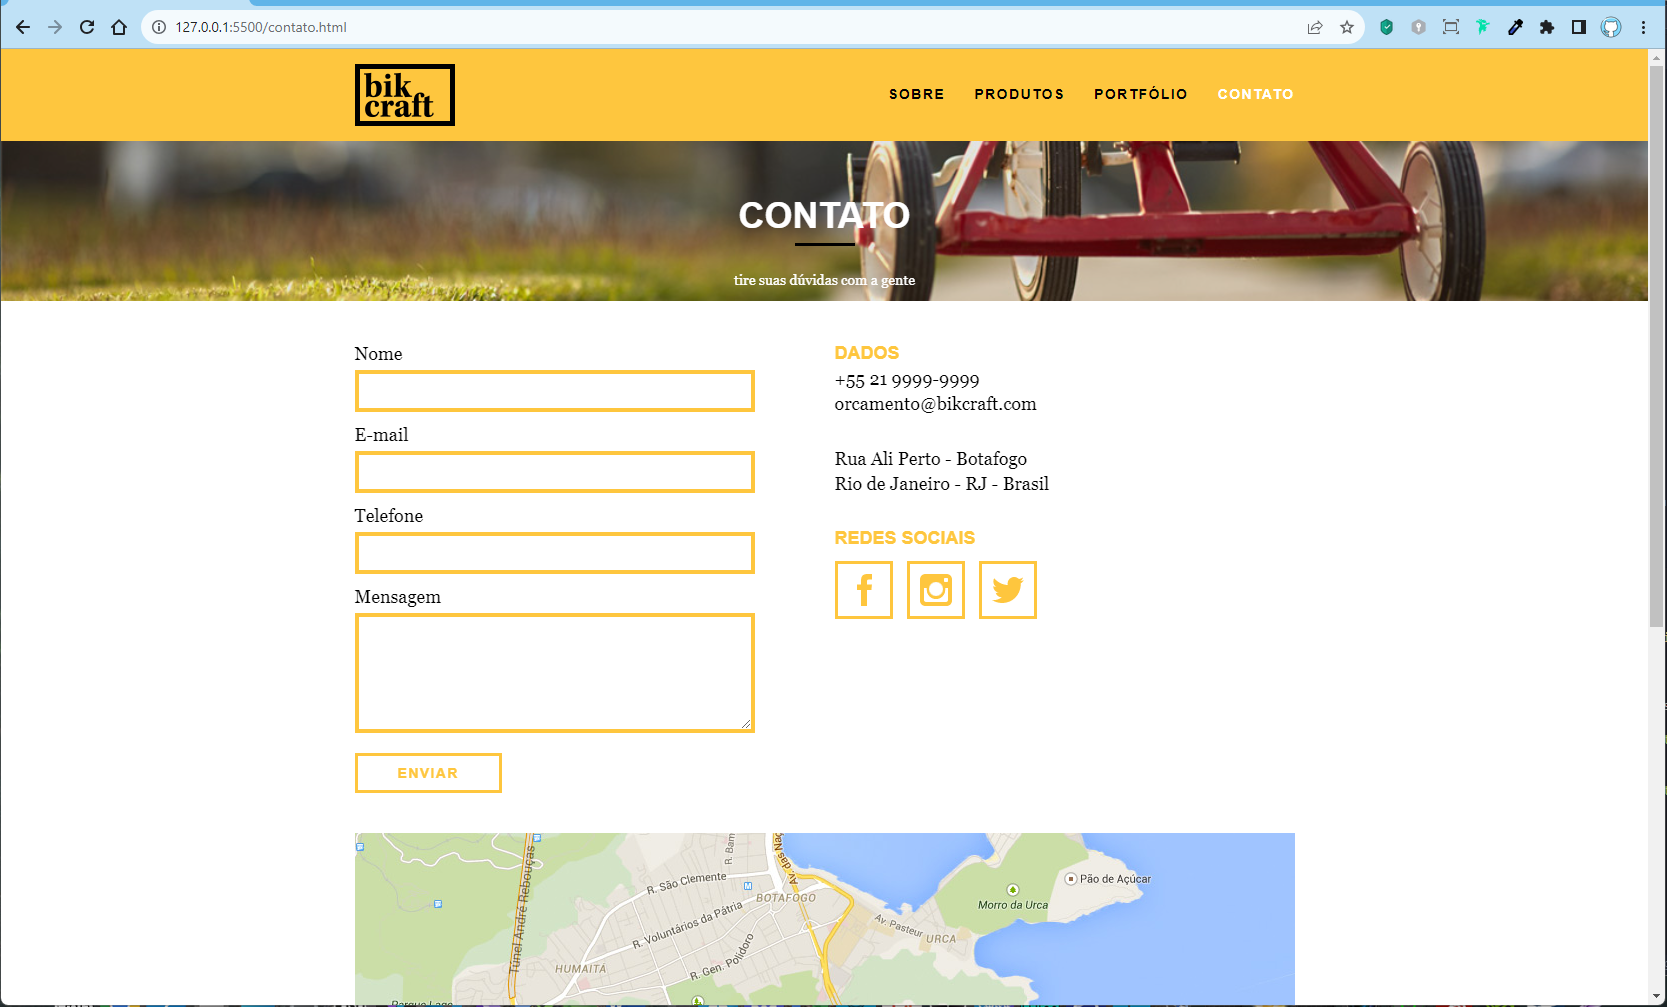 127.0.0.1:5500/contato.html
bik
craft
SOBRE PRODUTOS PORTFÓLIO CONTATO
CONTATO
tire suas dúvidas com a gente
Nome
E-mail
Telefone
Mensagem
ENVIAR
DADOS
+55 21 9999-9999
orcamento@bikcraft.com
Rua Ali Perto - Botafogo
Rio de Janeiro - RJ - Brasil
REDES SOCIAIS
Túnel André Rebouças
R. São Clemente
R. Bam
Av. das Naç
BOTAFOGO
R. Voluntários da Pátria
R. Gen. Polidoro
HUMAITÁ
Av. Pasteur
URCA
Morro da Urca
Pão de Açúcar
Parque Lage